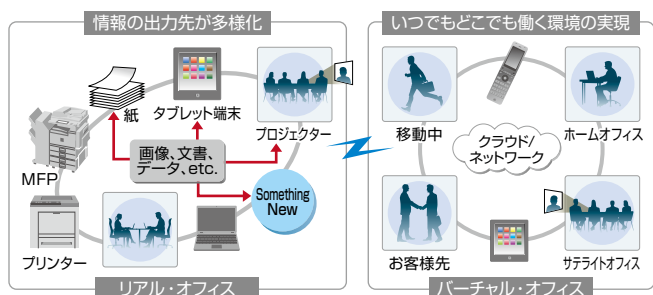 情報の出力先が多様化
紙
タブレット端末
プロジェクター
画像、文書、
データ、etc.
MFP
Something
New
プリンター
リアル・オフィス
いつでもどこでも働く環境の実現
移動中
ホームオフィス
クラウド/
ネットワーク
お客様先
サテライトオフィス
バーチャル・オフィス